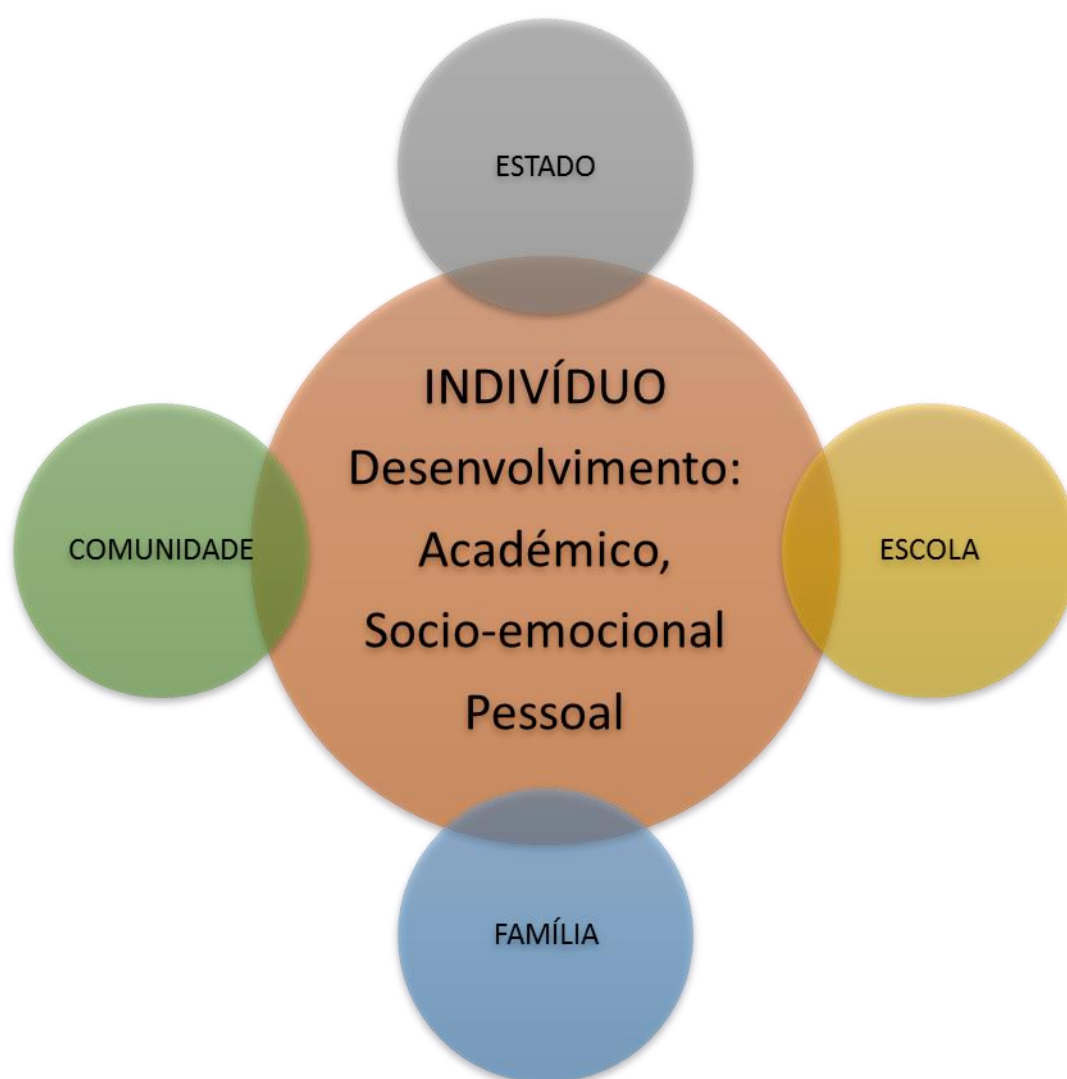 ESTADO
INDIVÍDUO
Desenvolvimento:
Académico,
Socio-emocional
Pessoal
COMUNIDADE
ESCOLA
FAMÍLIA